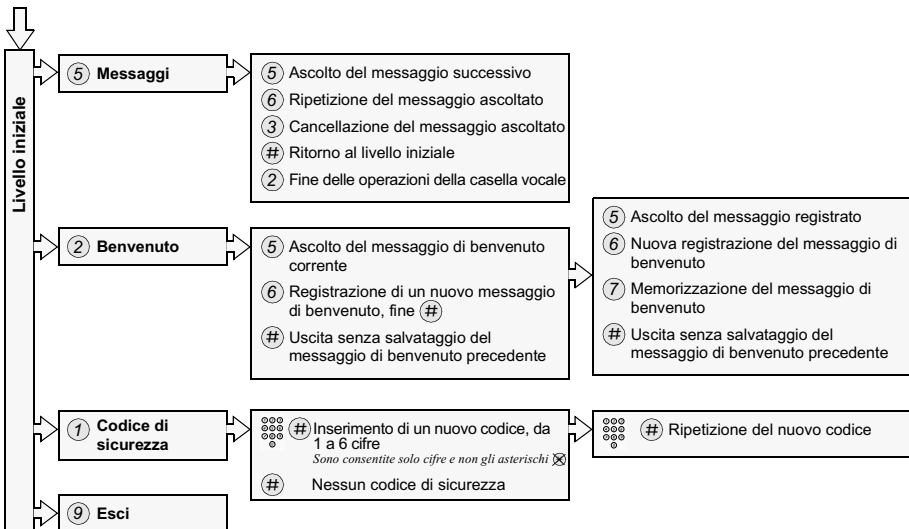 Livello iniziale
5 Messaggi
5 Ascolto del messaggio successivo
6 Ripetizione del messaggio ascoltato
3 Cancellazione del messaggio ascoltato
# Ritorno al livello iniziale
2 Fine delle operazioni della casella vocale
2 Benvenuto
5 Ascolto del messaggio di benvenuto
corrente
6 Registrazione di un nuovo messaggio
di benvenuto, fine #
# Uscita senza salvataggio del
messaggio di benvenuto precedente
5 Ascolto del messaggio registrato
6 Nuova registrazione del messaggio di
benvenuto
7 Memorizzazione del messaggio di
benvenuto
# Uscita senza salvataggio del
messaggio di benvenuto precedente
1 Codice di
sicurezza
# Inserimento di un nuovo codice, da
1 a 6 cifre
Sono consentite solo cifre e non gli asterischi
# Nessun codice di sicurezza
# Ripetizione del nuovo codice
9 Esci